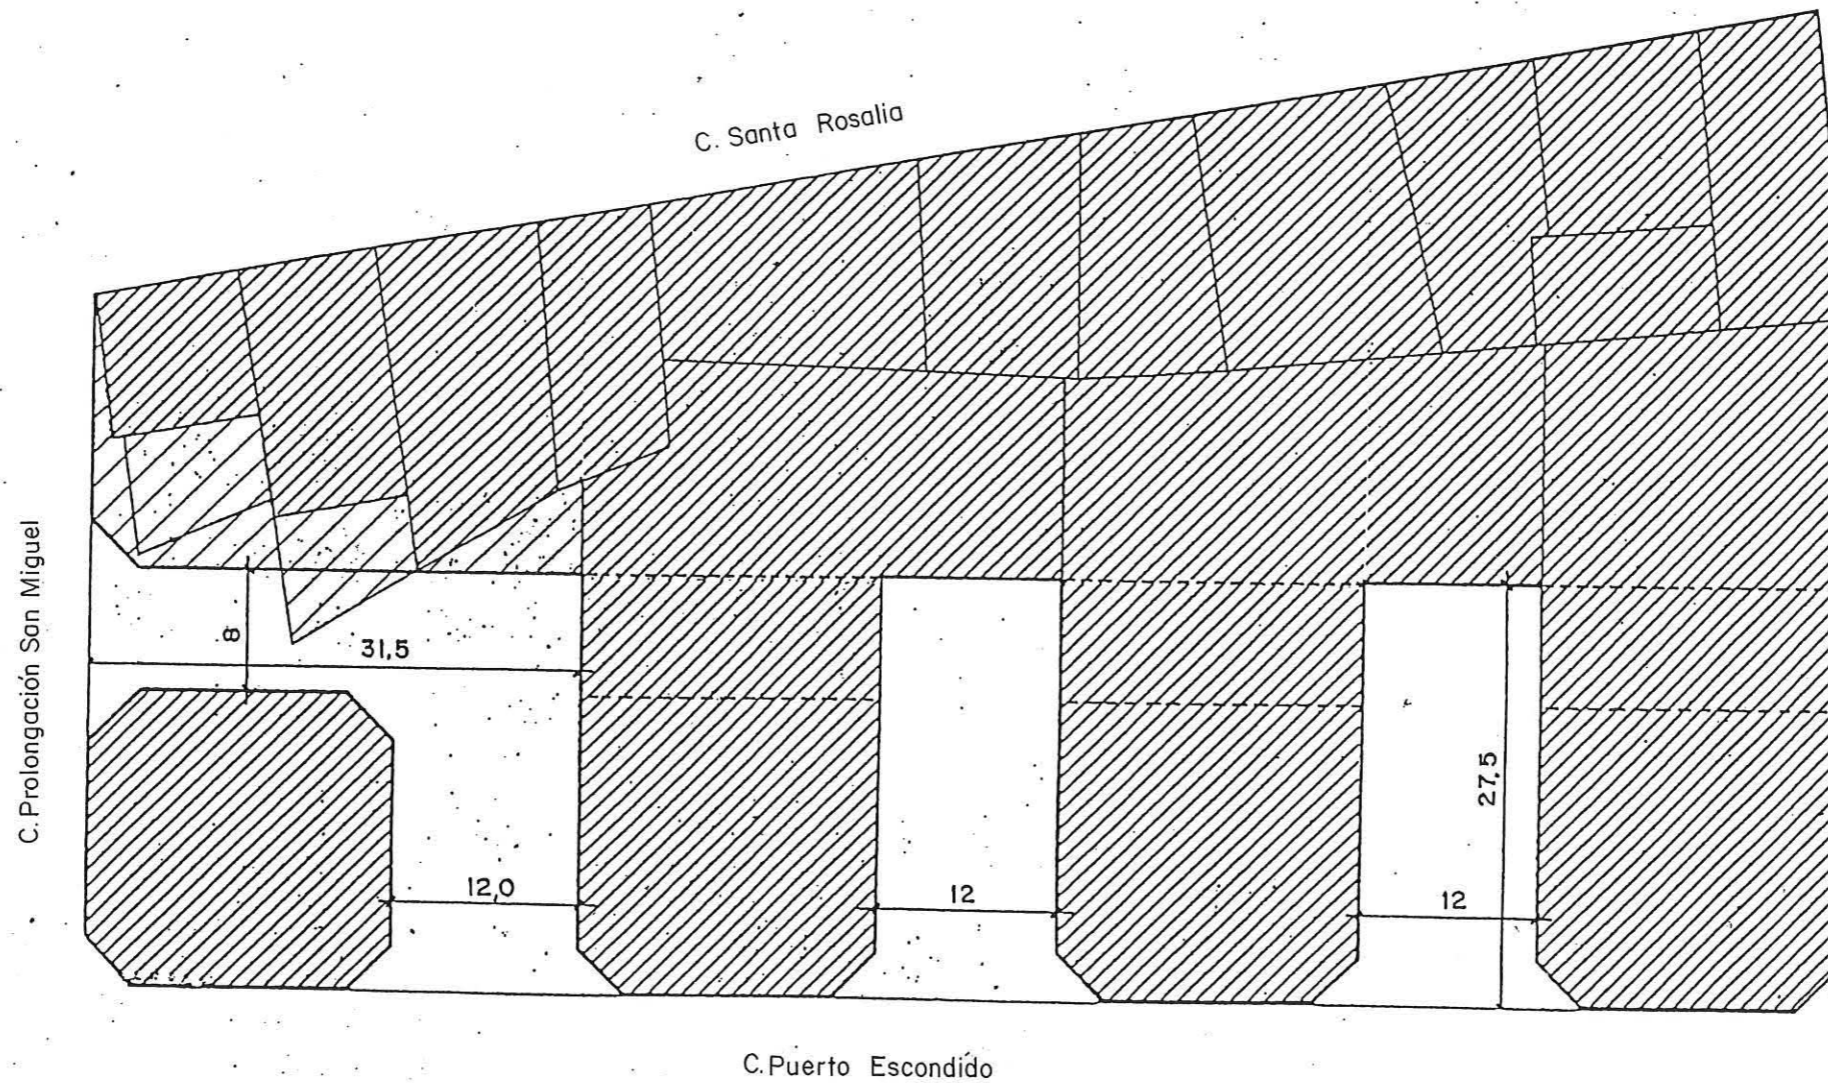 C. Santa Rosalia
C. Prolongación San Miguel
8
31,5
27,5
12,0
12
12
C. Puerto Escondido